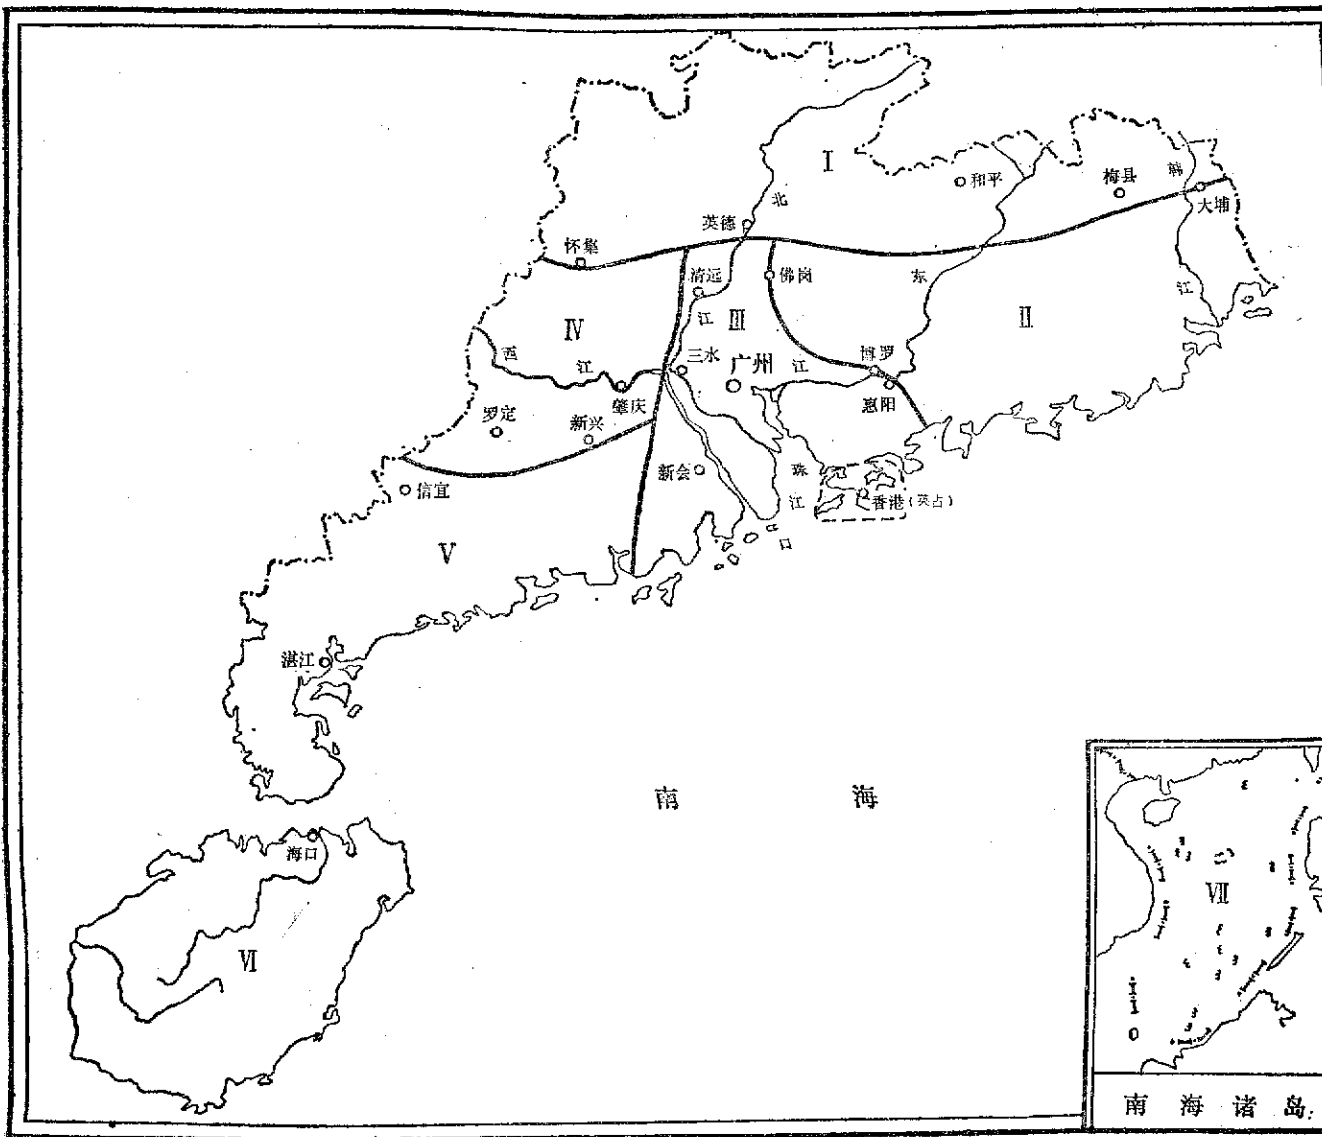 I
和平
梅县
韩
大埔
北
英德
怀集
清远
佛岗
东
江
II
江
III
IV
西
江
三水
广州
江
博罗
惠阳
肇庆
罗定
新兴
新会
珠
江
口
香港(英占)
信宜
V
湛江
南 海
海口
VI
VII
南 海 诸 岛